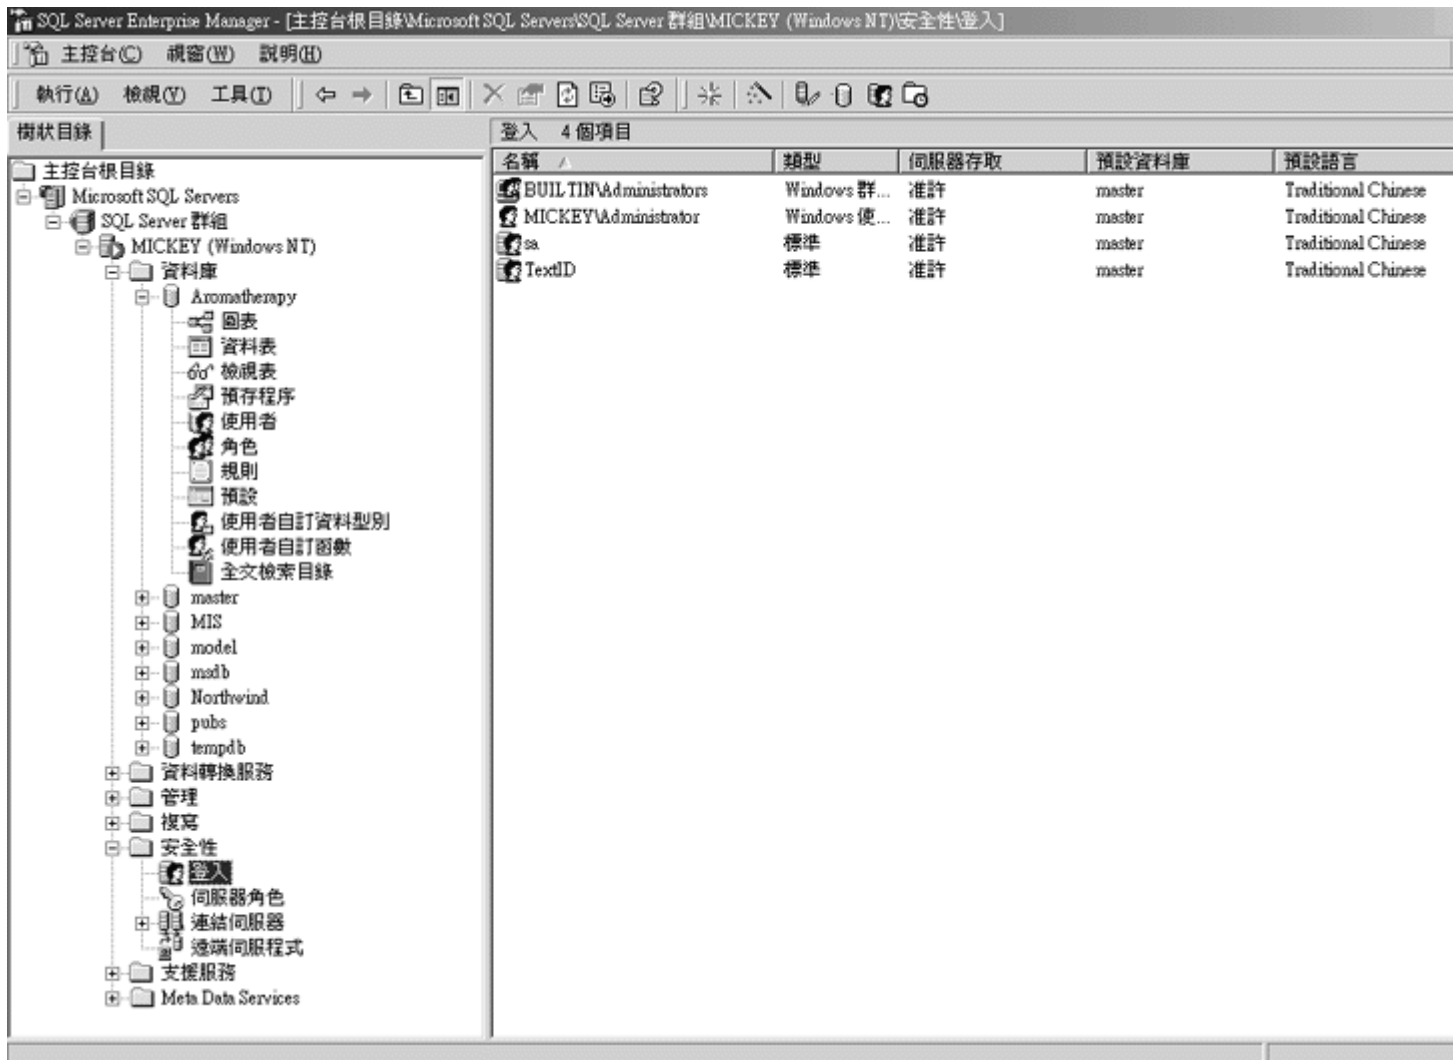 SQL Server Enterprise Manager - [主控台根目錄\Microsoft SQL Servers\SQL Server 群組\MICKEY (Windows NT)\安全性\登入]
主控台(C) 視窗(W) 說明(H)
執行(A) 檢視(V) 工具(T)
樹狀目錄
登入 4 個項目
主控台根目錄
Microsoft SQL Servers
SQL Server 群組
MICKEY (Windows NT)
資料庫
Aromatherapy
圖表
資料表
檢視表
預存程序
使用者
角色
規則
預設
使用者自訂資料型別
使用者自訂函數
全文檢索目錄
master
MIS
model
msdb
Northwind
pubs
tempdb
資料轉換服務
管理
複寫
安全性
登入
伺服器角色
連結伺服器
遠端伺服程式
支援服務
Meta Data Services
名稱 類型 伺服器存取 預設資料庫 預設語言
BUILTIN\Administrators Windows 群... 准許 master Traditional Chinese
MICKEY\Administrator Windows 使... 准許 master Traditional Chinese
sa 標準 准許 master Traditional Chinese
TextID 標準 准許 master Traditional Chinese